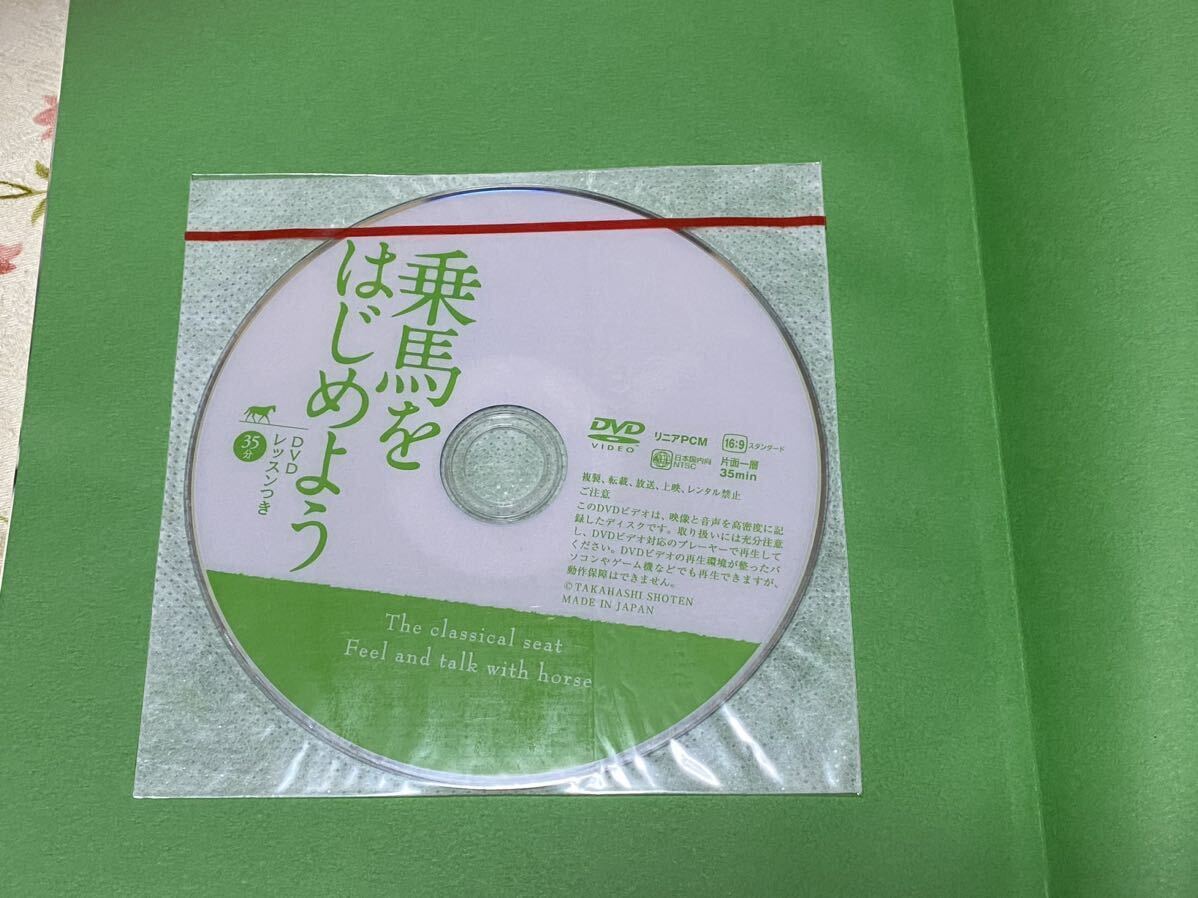 乗馬を
はじめよう
DVD
レッスンつき
35分
DVD
VIDEO
リニアPCM
16:9 スタンダード
ALL
日本国内向
NTSC
片面一層
35min
複製、転載、放送、上映、レンタル禁止
ご注意
このDVDビデオは、映像と音声を高密度に記
録したディスクです。取り扱いには充分注意
し、DVDビデオ対応のプレーヤーで再生して
ください。DVDビデオの再生環境が整ったパ
ソコンやゲーム機などでも再生できますが、
動作保障はできません。
©TAKAHASHI SHOTEN
MADE IN JAPAN
The classical seat
Feel and talk with horse